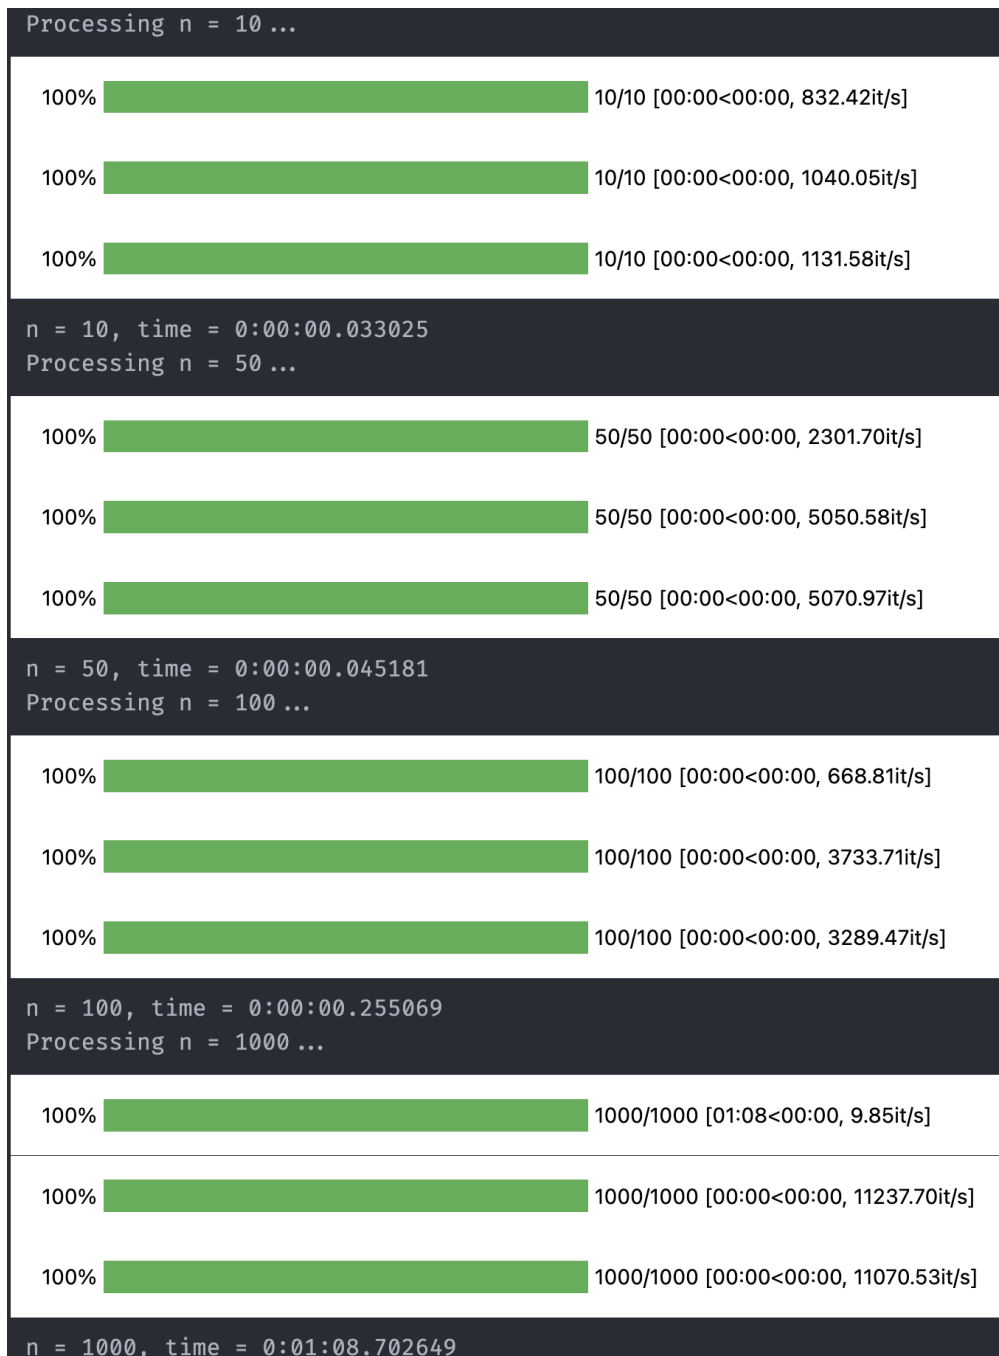 Processing n = 10...
100% 10/10 [00:00<00:00, 832.42it/s]
100% 10/10 [00:00<00:00, 1040.05it/s]
100% 10/10 [00:00<00:00, 1131.58it/s]
n = 10, time = 0:00:00.033025
Processing n = 50...
100% 50/50 [00:00<00:00, 2301.70it/s]
100% 50/50 [00:00<00:00, 5050.58it/s]
100% 50/50 [00:00<00:00, 5070.97it/s]
n = 50, time = 0:00:00.045181
Processing n = 100...
100% 100/100 [00:00<00:00, 668.81it/s]
100% 100/100 [00:00<00:00, 3733.71it/s]
100% 100/100 [00:00<00:00, 3289.47it/s]
n = 100, time = 0:00:00.255069
Processing n = 1000...
100% 1000/1000 [01:08<00:00, 9.85it/s]
100% 1000/1000 [00:00<00:00, 11237.70it/s]
100% 1000/1000 [00:00<00:00, 11070.53it/s]
n = 1000, time = 0:01:08.702649